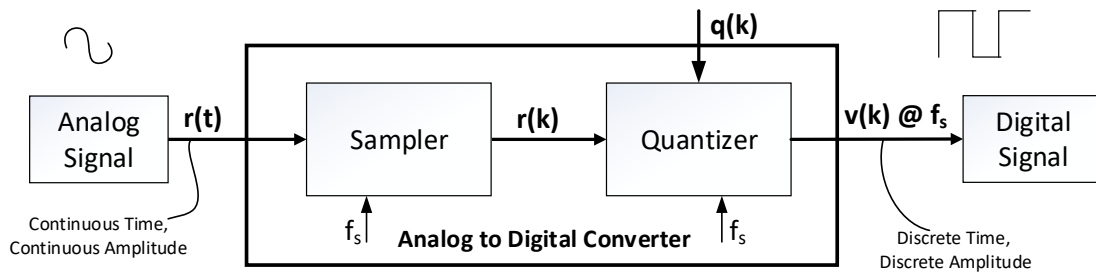 q(k)
Analog
Signal
r(t)
Sampler
r(k)
Quantizer
v(k) @ fₛ
Digital
Signal
Continuous Time,
Continuous Amplitude
fₛ
Analog to Digital Converter
fₛ
Discrete Time,
Discrete Amplitude